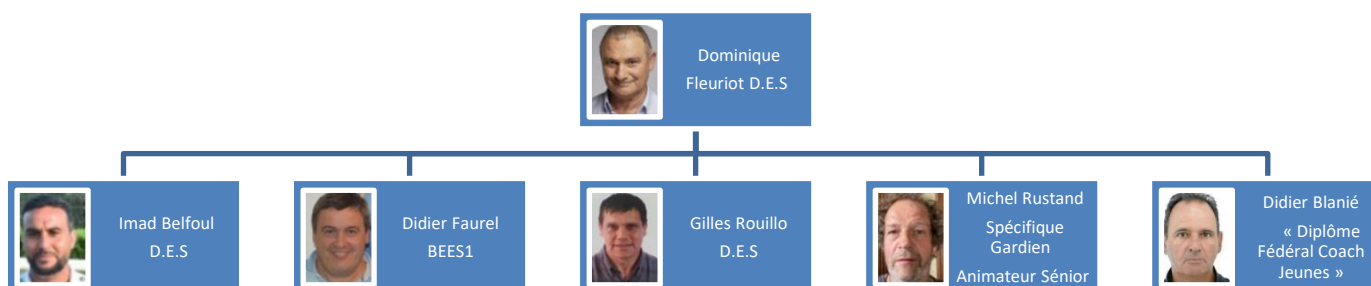 Dominique
Fleuriot D.E.S
Imad Belfoul
D.E.S
Didier Faurel
BEES1
Gilles Rouillo
D.E.S
Michel Rustand
Spécifique
Gardien
Animateur Sénior
Didier Blanié
« Diplôme
Fédéral Coach
Jeunes »